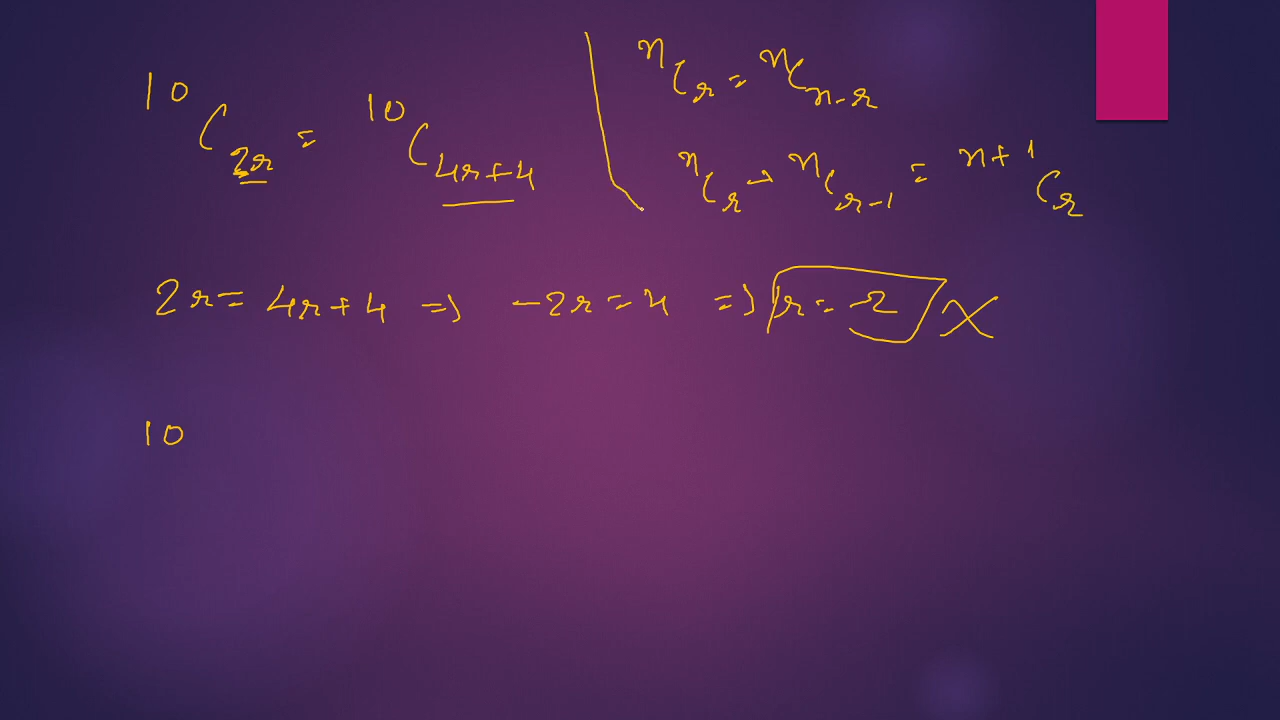 ¹⁰C₂ᵣ = ¹⁰C₄ᵣ₊₄
ⁿCᵣ = ⁿCₙ₋ᵣ
ⁿCᵣ - ⁿCᵣ₋₁ = ⁿ⁺¹Cᵣ
2r = 4r+4 ⇒ -2r = 4 ⇒ r = -2 X
10